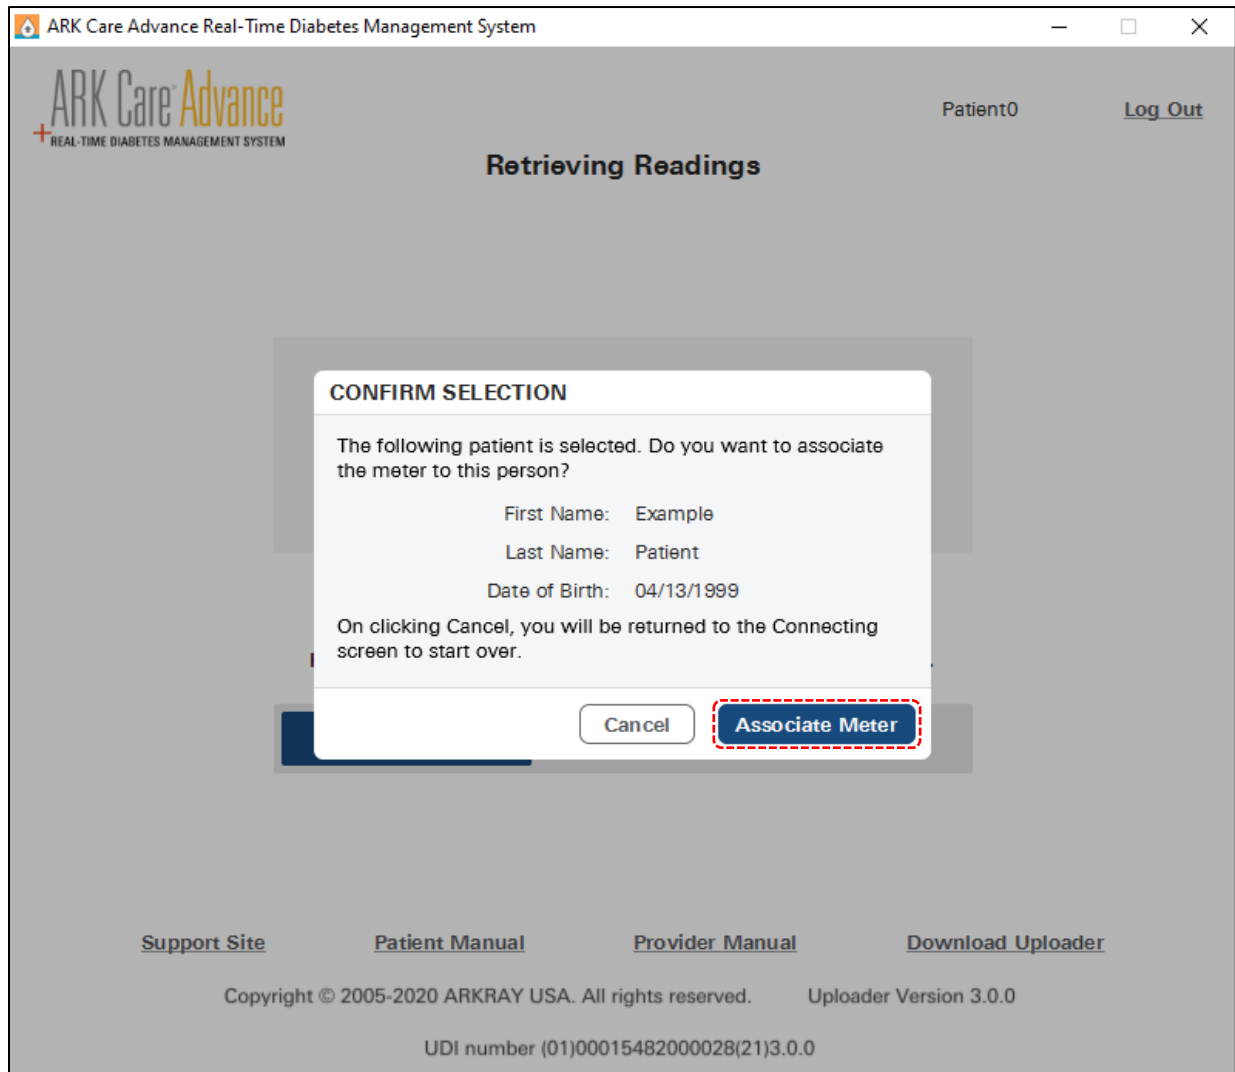 ARK Care Advance Real-Time Diabetes Management System
ARK Care Advance
REAL-TIME DIABETES MANAGEMENT SYSTEM
Patient0 Log Out
Retrieving Readings
CONFIRM SELECTION
The following patient is selected. Do you want to associate
the meter to this person?
First Name: Example
Last Name: Patient
Date of Birth: 04/13/1999
On clicking Cancel, you will be returned to the Connecting
screen to start over.
Cancel Associate Meter
Support Site Patient Manual Provider Manual Download Uploader
Copyright © 2005-2020 ARKRAY USA. All rights reserved. Uploader Version 3.0.0
UDI number (01)00015482000028(21)3.0.0